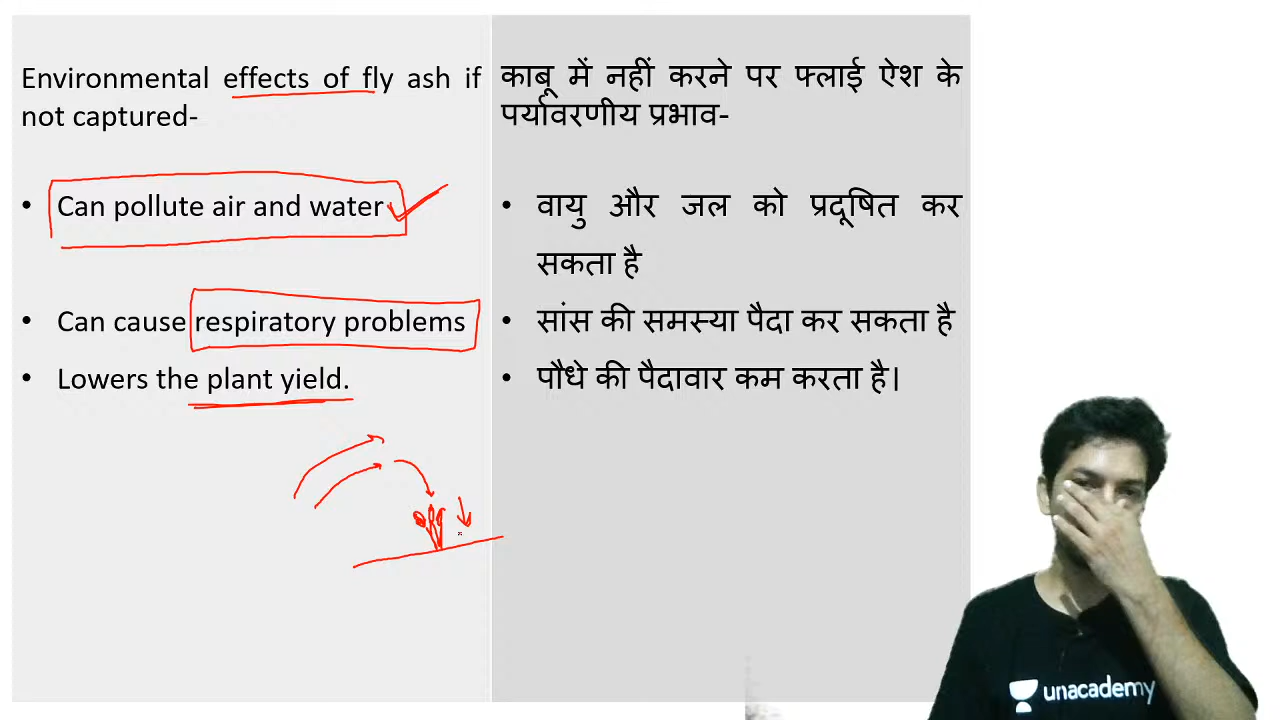 Environmental effects of fly ash if
not captured-
• Can pollute air and water
• Can cause respiratory problems
• Lowers the plant yield.
काबू में नहीं करने पर फ्लाई ऐश के
पर्यावरणीय प्रभाव-
• वायु और जल को प्रदूषित कर
सकता है
• सांस की समस्या पैदा कर सकता है
• पौधे की पैदावार कम करता है।
unacademy